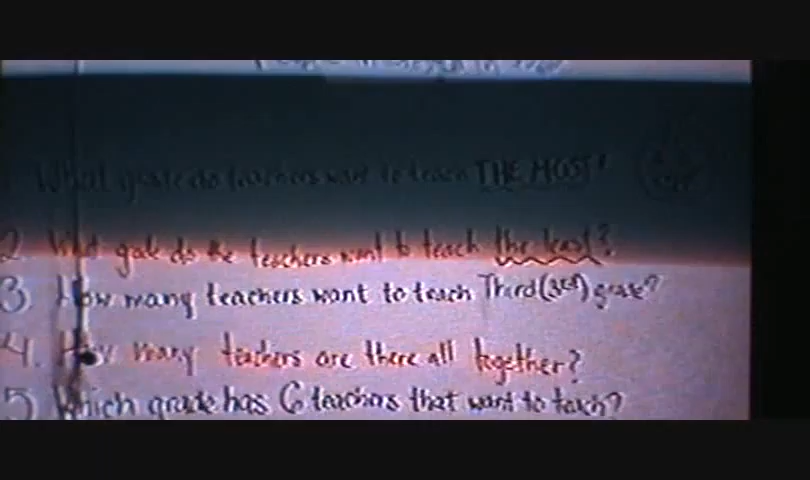 What grade do teachers want to teach THE MOST?
2. What gade do the teachers want to teach the least?
3 How many teachers want to teach Third (3rd) grade?
4. How many teachers are there all together?
5 Which grade has 6 teachers that want to teach?